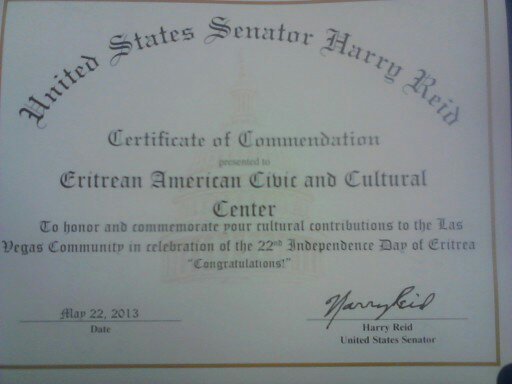 United States Senator Harry Reid
Certificate of Commendation
presented to
Eritrean American Civic and Cultural
Center
To honor and commemorate your cultural contributions to the Las
Vegas Community in celebration of the 22nd Independence Day of Eritrea
"Congratulations!"
May 22, 2013
Date
Harry Reid
Harry Reid
United States Senator